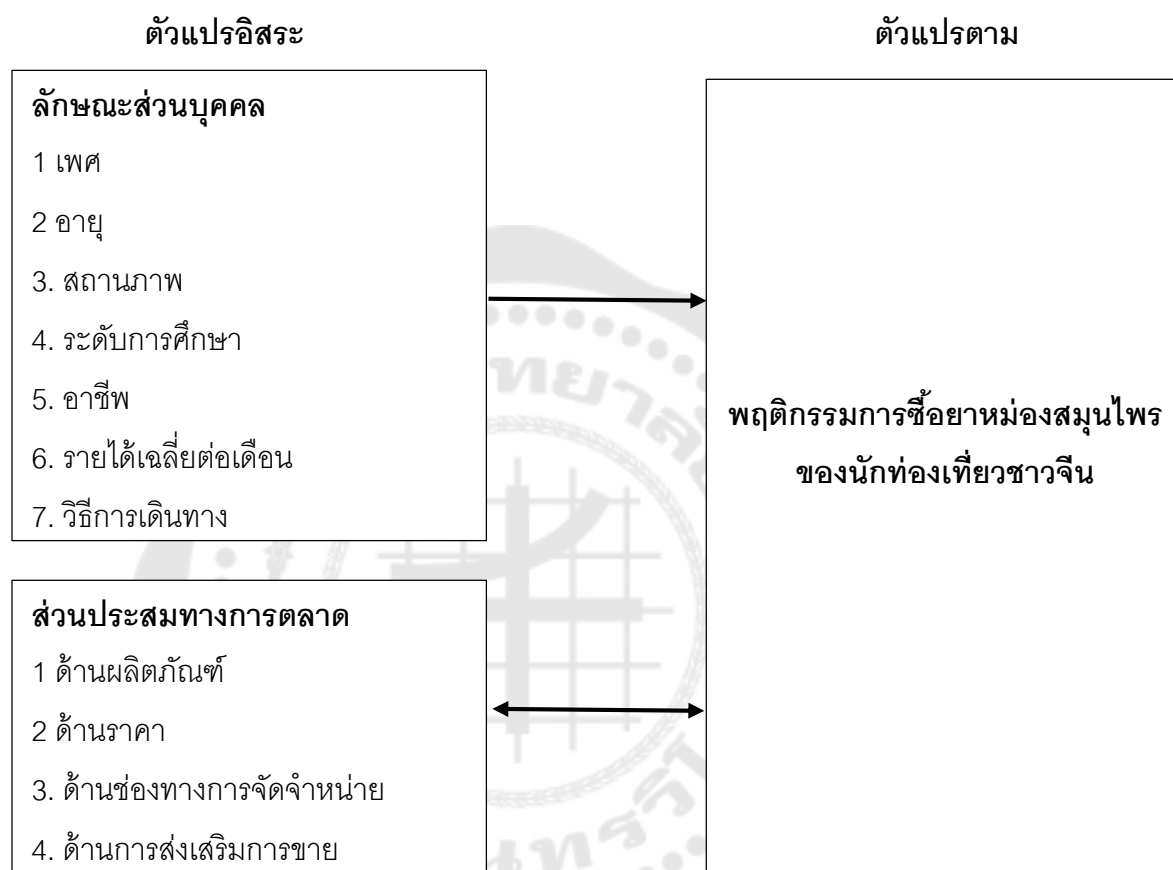 ตัวแปรอิสระ
ตัวแปรตาม
ลักษณะส่วนบุคคล
1 เพศ
2 อายุ
3. สถานภาพ
4. ระดับการศึกษา
5. อาชีพ
6. รายได้เฉลี่ยต่อเดือน
7. วิธีการเดินทาง
ส่วนประสมทางการตลาด
1 ด้านผลิตภัณฑ์
2 ด้านราคา
3. ด้านช่องทางการจัดจำหน่าย
4. ด้านการส่งเสริมการขาย
พฤติกรรมการซื้อยาหม่องสมุนไพร
ของนักท่องเที่ยวชาวจีน